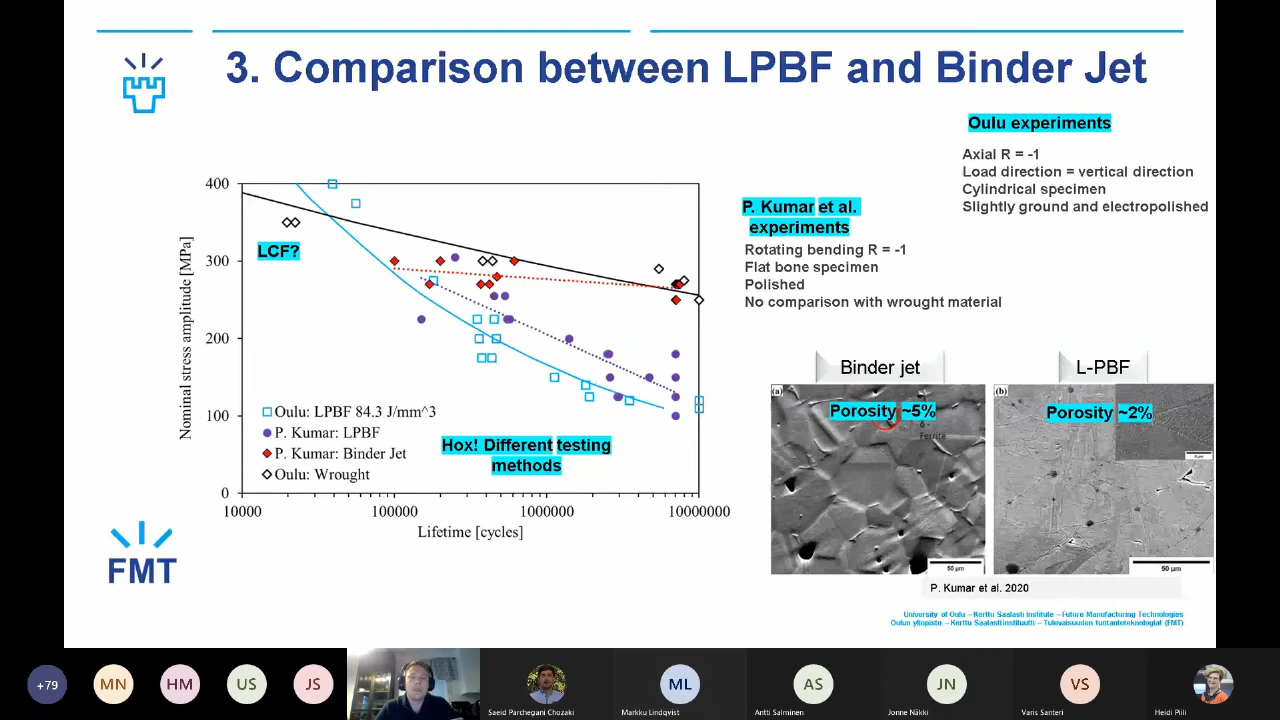 3. Comparison between LPBF and Binder Jet
Oulu experiments
Axial R = -1
Load direction = vertical direction
Cylindrical specimen
Slightly ground and electropolished
P. Kumar et al.
experiments
Rotating bending R = -1
Flat bone specimen
Polished
No comparison with wrought material
400
300
200
100
0
Nominal stress amplitude [MPa]
LCF?
Oulu: LPBF 84.3 J/mm^3
P. Kumar: LPBF
P. Kumar: Binder Jet
Oulu: Wrought
Hox! Different testing
methods
10000
100000
1000000
10000000
Lifetime [cycles]
Binder jet
L-PBF
(a)
Porosity ~5%
Ferrite
50 µm
(b)
Porosity ~2%
50 µm
P. Kumar et al. 2020
FMT
University of Oulu – Kerttu Saalasti Institute – Future Manufacturing Technologies
Oulun yliopisto – Kerttu Saalasti instituutti – Tulevaisuuden tuotantoteknologiat (FMT)
+79
MN
HM
US
JS
ML
AS
JN
VS
Saeid Parchegani Chozaki
Markku Lindqvist
Antti Salminen
Jonne Näkki
Varis Santeri
Heidi Piili